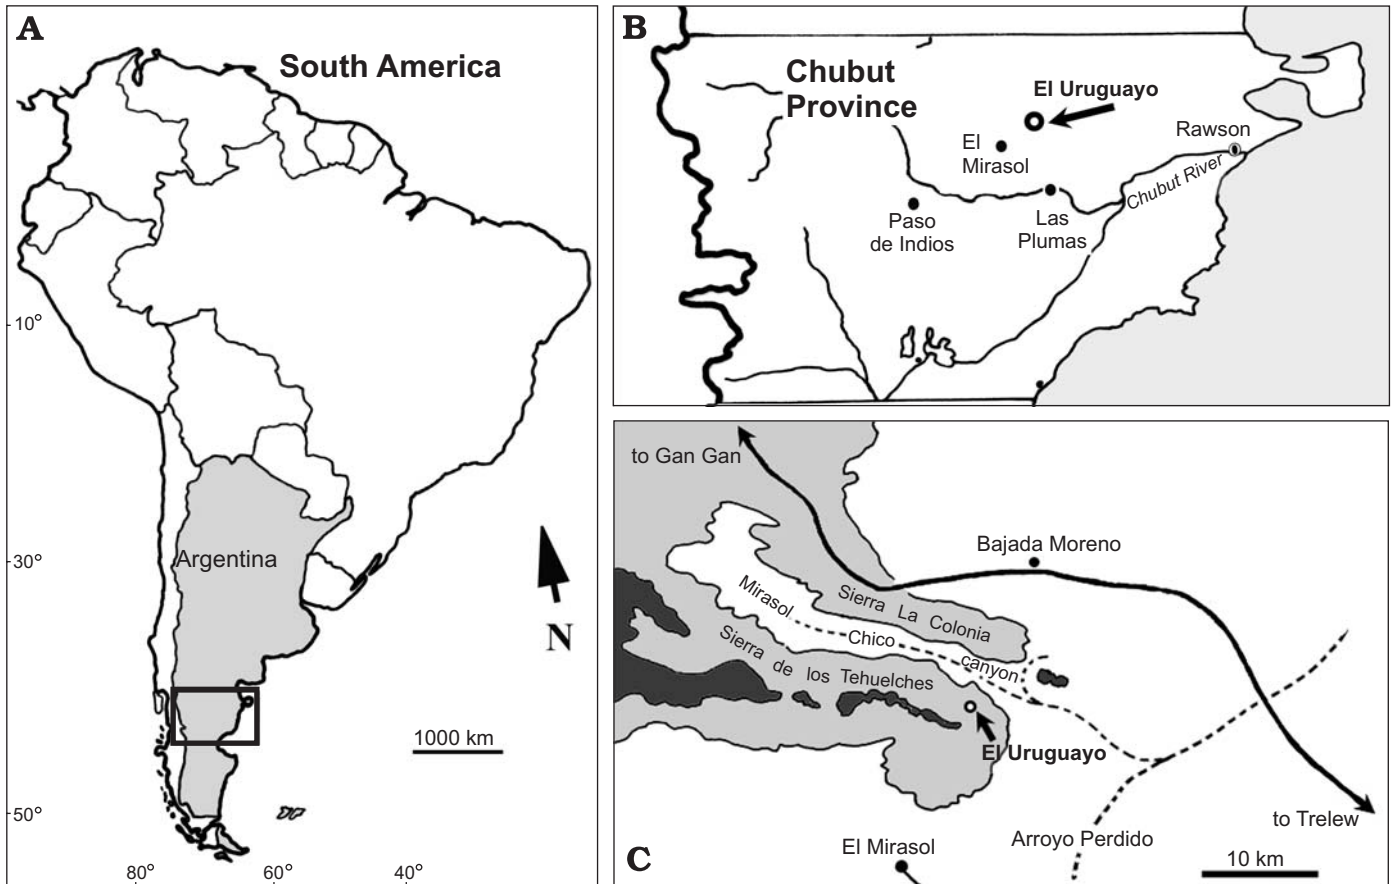 A
South America
10°
30°
50°
Argentina
N
1000 km
80°
60°
40°
B
Chubut
Province
El Uruguayo
El
Mirasol
Rawson
Chubut River
Paso
de Indios
Las
Plumas
to Gan Gan
Bajada Moreno
Mirasol
Chico
canyon
Sierra La Colonia
Sierra de los Tehuelches
El Uruguayo
to Trelew
Arroyo Perdido
El Mirasol
C
10 km